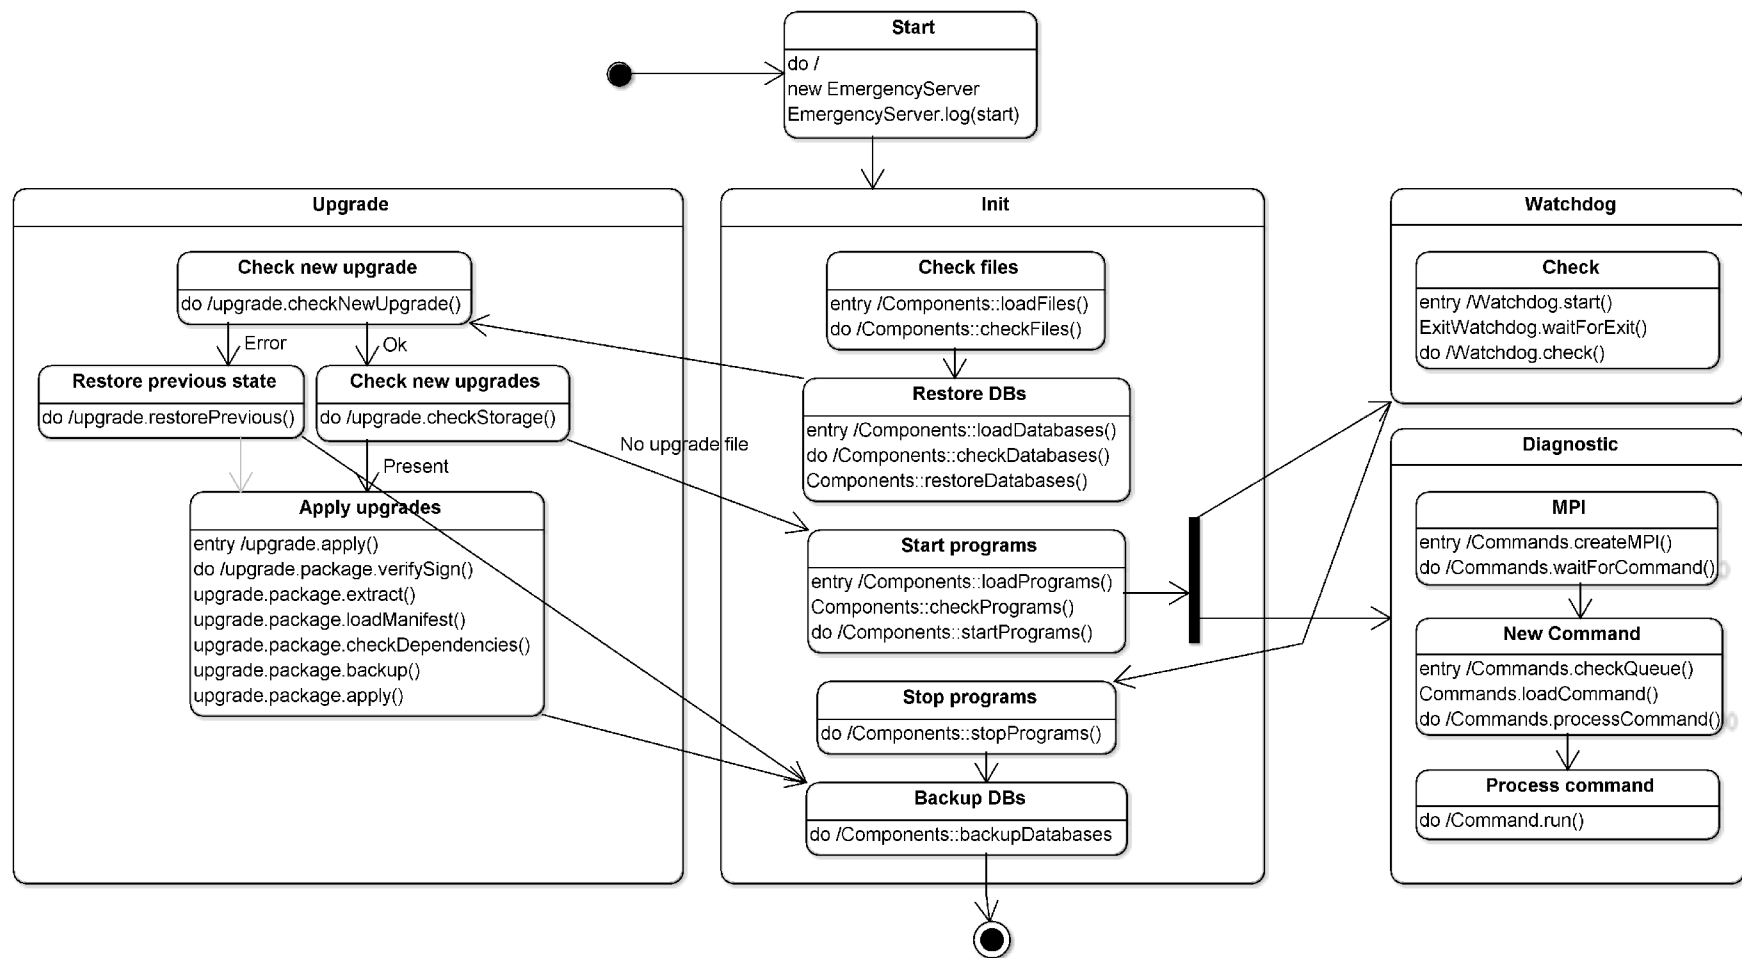 Start
do /
new EmergencyServer
EmergencyServer.log(start)
Upgrade
Check new upgrade
do /upgrade.checkNewUpgrade()
Error
Ok
Restore previous state
do /upgrade.restorePrevious()
Check new upgrades
do /upgrade.checkStorage()
No upgrade file
Present
Apply upgrades
entry /upgrade.apply()
do /upgrade.package.verifySign()
upgrade.package.extract()
upgrade.package.loadManifest()
upgrade.package.checkDependencies()
upgrade.package.backup()
upgrade.package.apply()
Init
Check files
entry /Components::loadFiles()
do /Components::checkFiles()
Restore DBs
entry /Components::loadDatabases()
do /Components::checkDatabases()
Components::restoreDatabases()
Start programs
entry /Components::loadPrograms()
Components::checkPrograms()
do /Components::startPrograms()
Stop programs
do /Components::stopPrograms()
Backup DBs
do /Components::backupDatabases
Watchdog
Check
entry /Watchdog.start()
ExitWatchdog.waitForExit()
do /Watchdog.check()
Diagnostic
MPI
entry /Commands.createMPI()
do /Commands.waitForCommand()
New Command
entry /Commands.checkQueue()
Commands.loadCommand()
do /Commands.processCommand()
Process command
do /Command.run()